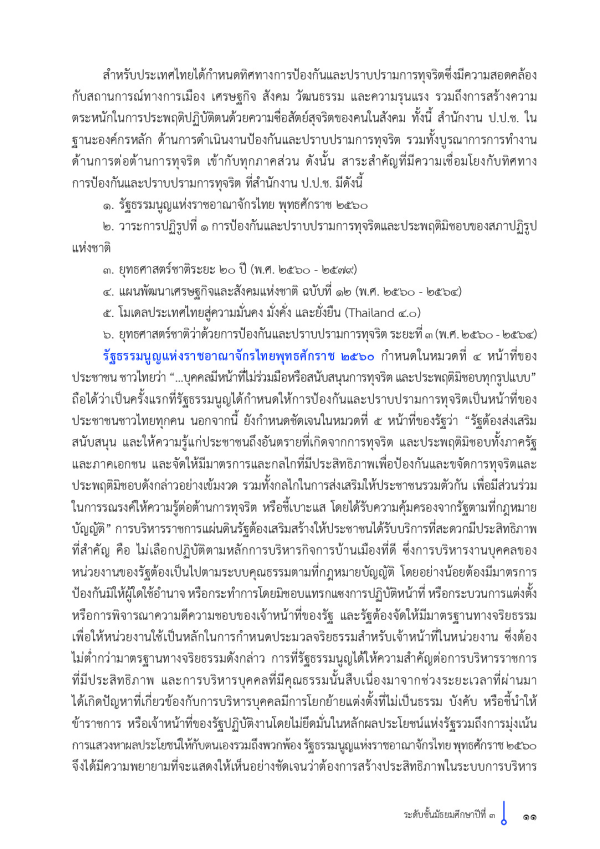 สำหรับประเทศไทยได้กำหนดทิศทางการป้องกันและปราบปรามการทุจริตซึ่งมีความสอดคล้อง
กับสถานการณ์ทางการเมือง เศรษฐกิจ สังคม วัฒนธรรม และความรุนแรง รวมถึงการสร้างความ
ตระหนักในการประพฤติปฏิบัติตนด้วยความซื่อสัตย์สุจริตของคนในสังคม ทั้งนี้ สำนักงาน ป.ป.ช. ใน
ฐานะองค์กรหลัก ด้านการดำเนินงานป้องกันและปราบปรามการทุจริต รวมทั้งบูรณาการการทำงาน
ด้านการต่อต้านการทุจริต เข้ากับทุกภาคส่วน ดังนั้น สาระสำคัญที่มีความเชื่อมโยงกับทิศทาง
การป้องกันและปราบปรามการทุจริต ที่สำนักงาน ป.ป.ช. มีดังนี้
๑. รัฐธรรมนูญแห่งราชอาณาจักรไทย พุทธศักราช ๒๕๖๐
๒. วาระการปฏิรูปที่ ๑ การป้องกันและปราบปรามการทุจริตและประพฤติมิชอบของสภาปฏิรูป
แห่งชาติ
๓. ยุทธศาสตร์ชาติระยะ ๒๐ ปี (พ.ศ. ๒๕๖๐ - ๒๕๗๙)
๔. แผนพัฒนาเศรษฐกิจและสังคมแห่งชาติ ฉบับที่ ๑๒ (พ.ศ. ๒๕๖๐ - ๒๕๖๔)
๕. โมเดลประเทศไทยสู่ความมั่นคง มั่งคั่ง และยั่งยืน (Thailand ๔.๐)
๖. ยุทธศาสตร์ชาติว่าด้วยการป้องกันและปราบปรามการทุจริต ระยะที่ ๓ (พ.ศ. ๒๕๖๐ - ๒๕๖๔)
รัฐธรรมนูญแห่งราชอาณาจักรไทยพุทธศักราช ๒๕๖๐ กำหนดในหมวดที่ ๔ หน้าที่ของ
ประชาชน ชาวไทยว่า “...บุคคลมีหน้าที่ไม่ร่วมมือหรือสนับสนุนการทุจริต และประพฤติมิชอบทุกรูปแบบ”
ถือได้ว่าเป็นครั้งแรกที่รัฐธรรมนูญได้กำหนดให้การป้องกันและปราบปรามการทุจริตเป็นหน้าที่ของ
ประชาชนชาวไทยทุกคน นอกจากนี้ ยังกำหนดชัดเจนในหมวดที่ ๕ หน้าที่ของรัฐว่า “รัฐต้องส่งเสริม
สนับสนุน และให้ความรู้แก่ประชาชนถึงอันตรายที่เกิดจากการทุจริต และประพฤติมิชอบทั้งภาครัฐ
และภาคเอกชน และจัดให้มีมาตรการและกลไกที่มีประสิทธิภาพเพื่อป้องกันและขจัดการทุจริตและ
ประพฤติมิชอบดังกล่าวอย่างเข้มงวด รวมทั้งกลไกในการส่งเสริมให้ประชาชนรวมตัวกัน เพื่อมีส่วนร่วม
ในการรณรงค์ให้ความรู้ต่อต้านการทุจริต หรือชี้เบาะแส โดยได้รับความคุ้มครองจากรัฐตามที่กฎหมาย
บัญญัติ” การบริหารราชการแผ่นดินรัฐต้องเสริมสร้างให้ประชาชนได้รับบริการที่สะดวกมีประสิทธิภาพ
ที่สำคัญ คือ ไม่เลือกปฏิบัติตามหลักการบริหารกิจการบ้านเมืองที่ดี ซึ่งการบริหารงานบุคคลของ
หน่วยงานของรัฐต้องเป็นไปตามระบบคุณธรรมตามที่กฎหมายบัญญัติ โดยอย่างน้อยต้องมีมาตรการ
ป้องกันมิให้ผู้ใดใช้อำนาจ หรือกระทำการโดยมิชอบแทรกแซงการปฏิบัติหน้าที่ หรือกระบวนการแต่งตั้ง
หรือการพิจารณาความดีความชอบของเจ้าหน้าที่ของรัฐ และรัฐต้องจัดให้มีมาตรฐานทางจริยธรรม
เพื่อให้หน่วยงานใช้เป็นหลักในการกำหนดประมวลจริยธรรมสำหรับเจ้าหน้าที่ในหน่วยงาน ซึ่งต้อง
ไม่ต่ำกว่ามาตรฐานทางจริยธรรมดังกล่าว การที่รัฐธรรมนูญได้ให้ความสำคัญต่อการบริหารราชการ
ที่มีประสิทธิภาพ และการบริหารบุคคลที่มีคุณธรรมนั้นสืบเนื่องมาจากช่วงระยะเวลาที่ผ่านมา
ได้เกิดปัญหาที่เกี่ยวข้องกับการบริหารบุคคลมีการโยกย้ายแต่งตั้งที่ไม่เป็นธรรม บังคับ หรือชี้นำให้
ข้าราชการ หรือเจ้าหน้าที่ของรัฐปฏิบัติงานโดยไม่ยึดมั่นในหลักผลประโยชน์แห่งรัฐรวมถึงการมุ่งเน้น
การแสวงหาผลประโยชน์ให้กับตนเองรวมถึงพวกพ้อง รัฐธรรมนูญแห่งราชอาณาจักรไทย พุทธศักราช ๒๕๖๐
จึงได้มีความพยายามที่จะแสดงให้เห็นอย่างชัดเจนว่าต้องการสร้างประสิทธิภาพในระบบการบริหาร
ระดับชั้นมัธยมศึกษาปีที่ ๓ ๑๑